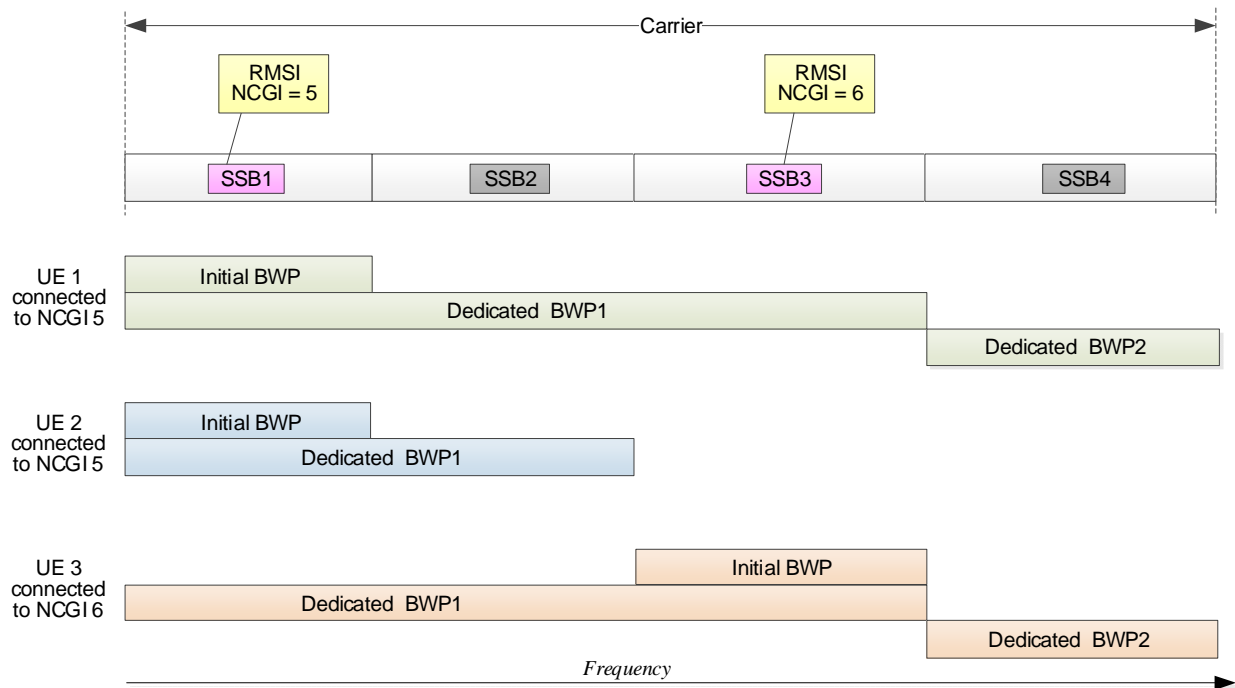 Carrier
RMSI
NCGI = 5
RMSI
NCGI = 6
SSB1
SSB2
SSB3
SSB4
UE 1
connected
to NCGI 5
Initial BWP
Dedicated BWP1
Dedicated BWP2
UE 2
connected
to NCGI 5
Initial BWP
Dedicated BWP1
UE 3
connected
to NCGI 6
Initial BWP
Dedicated BWP1
Dedicated BWP2
Frequency